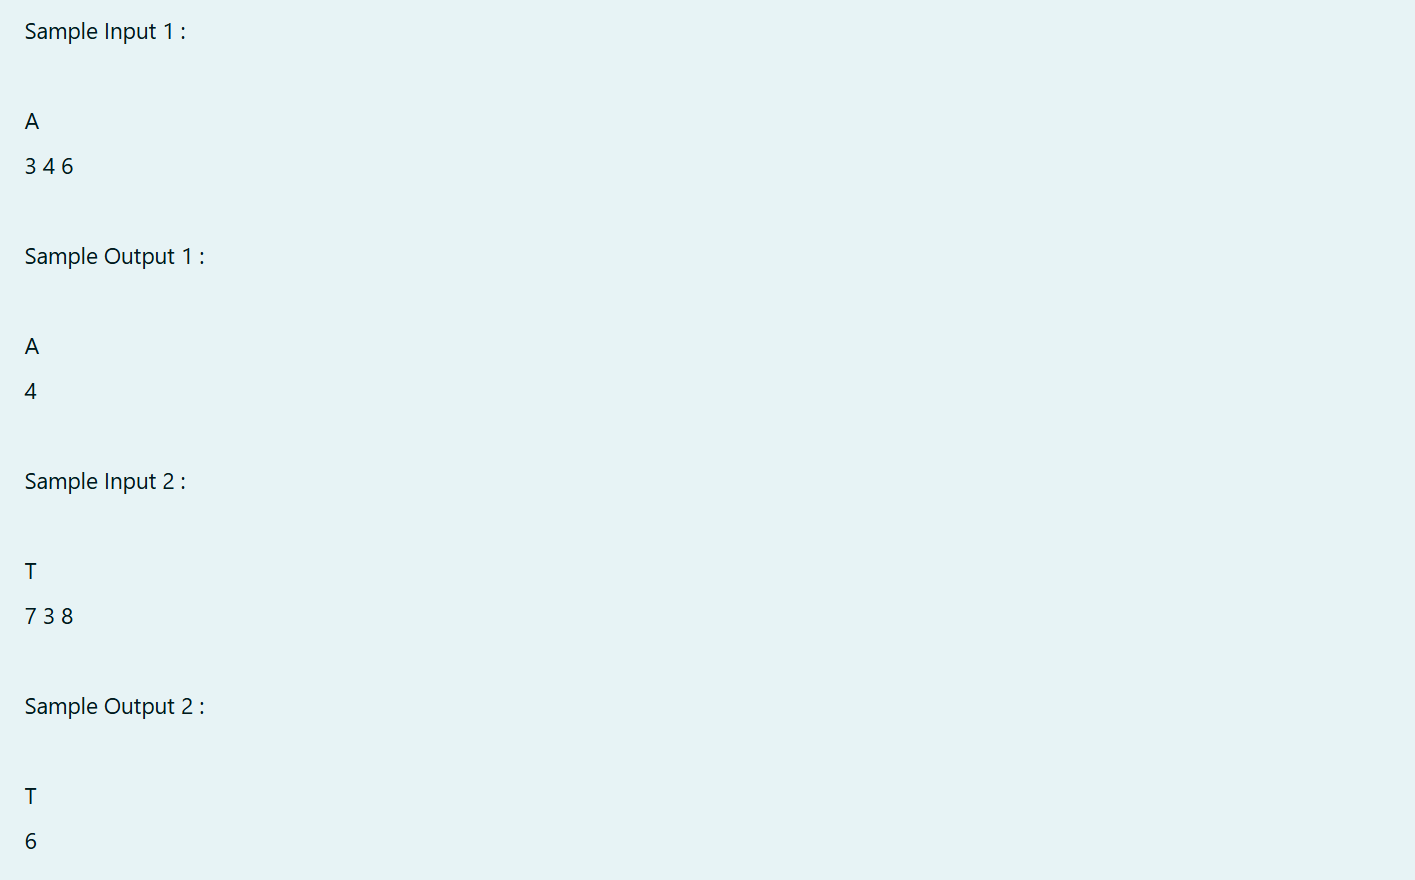 Sample Input 1 :
A
3 4 6
Sample Output 1 :
A
4
Sample Input 2 :
T
7 3 8
Sample Output 2 :
T
6